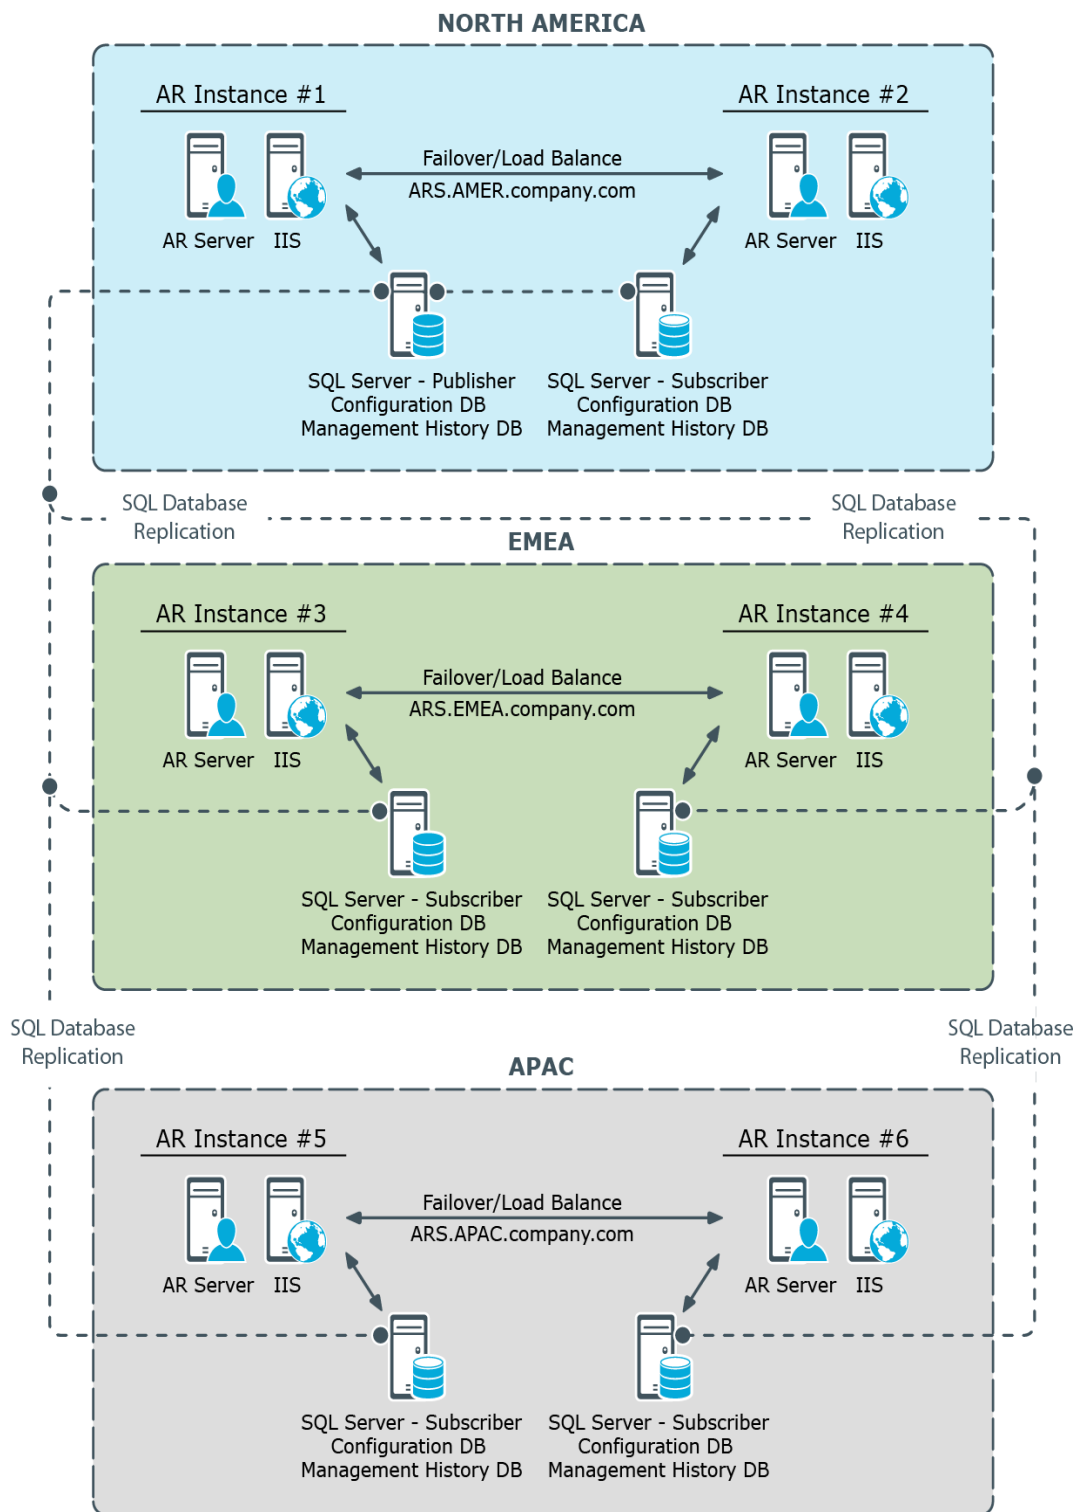 NORTH AMERICA
AR Instance #1
AR Instance #2
Failover/Load Balance
ARS.AMER.company.com
AR Server
IIS
AR Server
IIS
SQL Server - Publisher
Configuration DB
Management History DB
SQL Server - Subscriber
Configuration DB
Management History DB
SQL Database
Replication
SQL Database
Replication
EMEA
AR Instance #3
AR Instance #4
Failover/Load Balance
ARS.EMEA.company.com
AR Server
IIS
AR Server
IIS
SQL Server - Subscriber
Configuration DB
Management History DB
SQL Server - Subscriber
Configuration DB
Management History DB
SQL Database
Replication
SQL Database
Replication
APAC
AR Instance #5
AR Instance #6
Failover/Load Balance
ARS.APAC.company.com
AR Server
IIS
AR Server
IIS
SQL Server - Subscriber
Configuration DB
Management History DB
SQL Server - Subscriber
Configuration DB
Management History DB